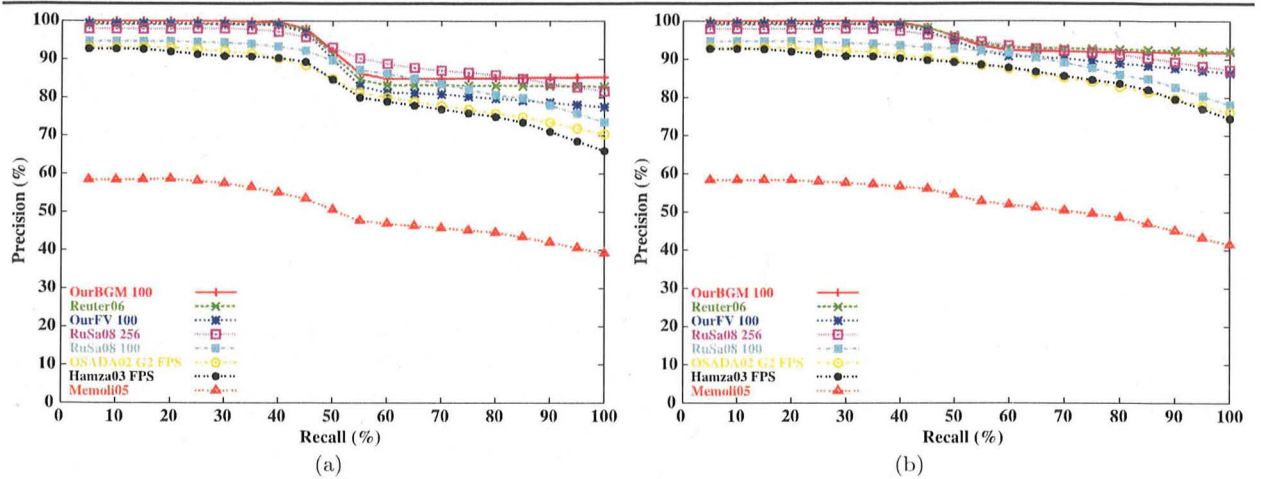 100
90
80
70
60
50
40
30
20
10
0
Precision (%)
OurBGM 100
Reuter06
OurFV 100
RuSa08 256
RuSa08 100
OSADA02 G2 FPS
Hamza03 FPS
Memoli05
0 10 20 30 40 50 60 70 80 90 100
Recall (%)
(a)
100
90
80
70
60
50
40
30
20
10
0
Precision (%)
OurBGM 100
Reuter06
OurFV 100
RuSa08 256
RuSa08 100
OSADA02 G2 FPS
Hamza03 FPS
Memoli05
0 10 20 30 40 50 60 70 80 90 100
Recall (%)
(b)